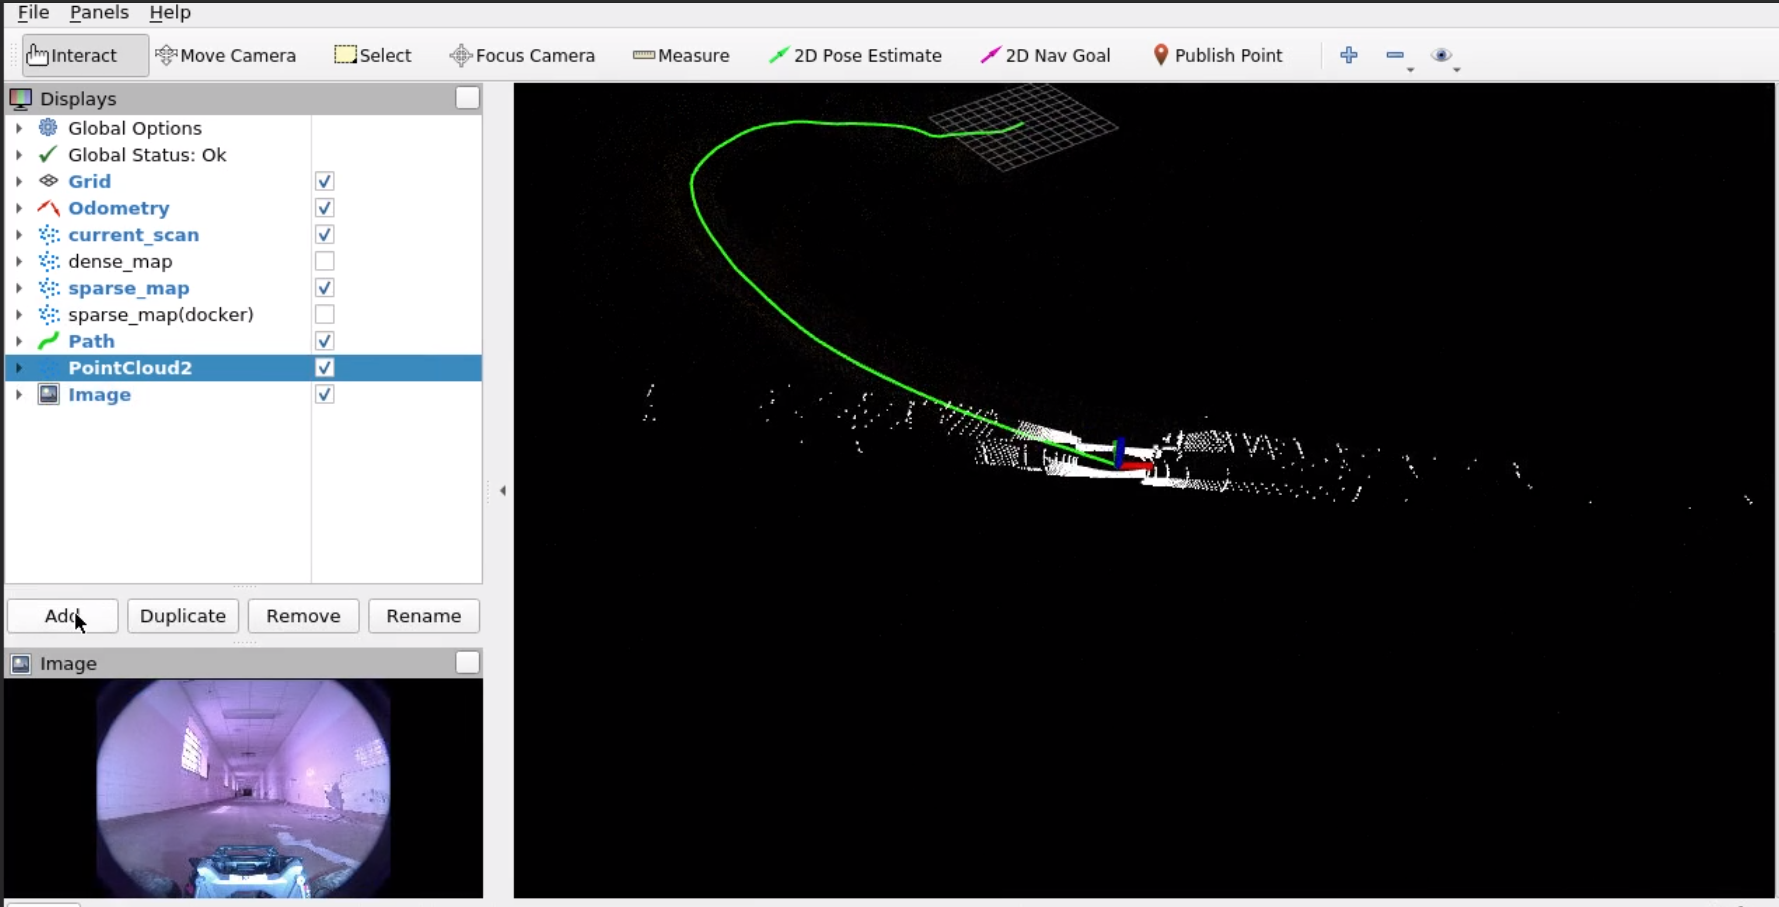 File Panels Help
Interact Move Camera Select Focus Camera Measure 2D Pose Estimate 2D Nav Goal Publish Point
Displays
Global Options
Global Status: Ok
Grid
Odometry
current_scan
dense_map
sparse_map
sparse_map(docker)
Path
PointCloud2
Image
Add Duplicate Remove Rename
Image